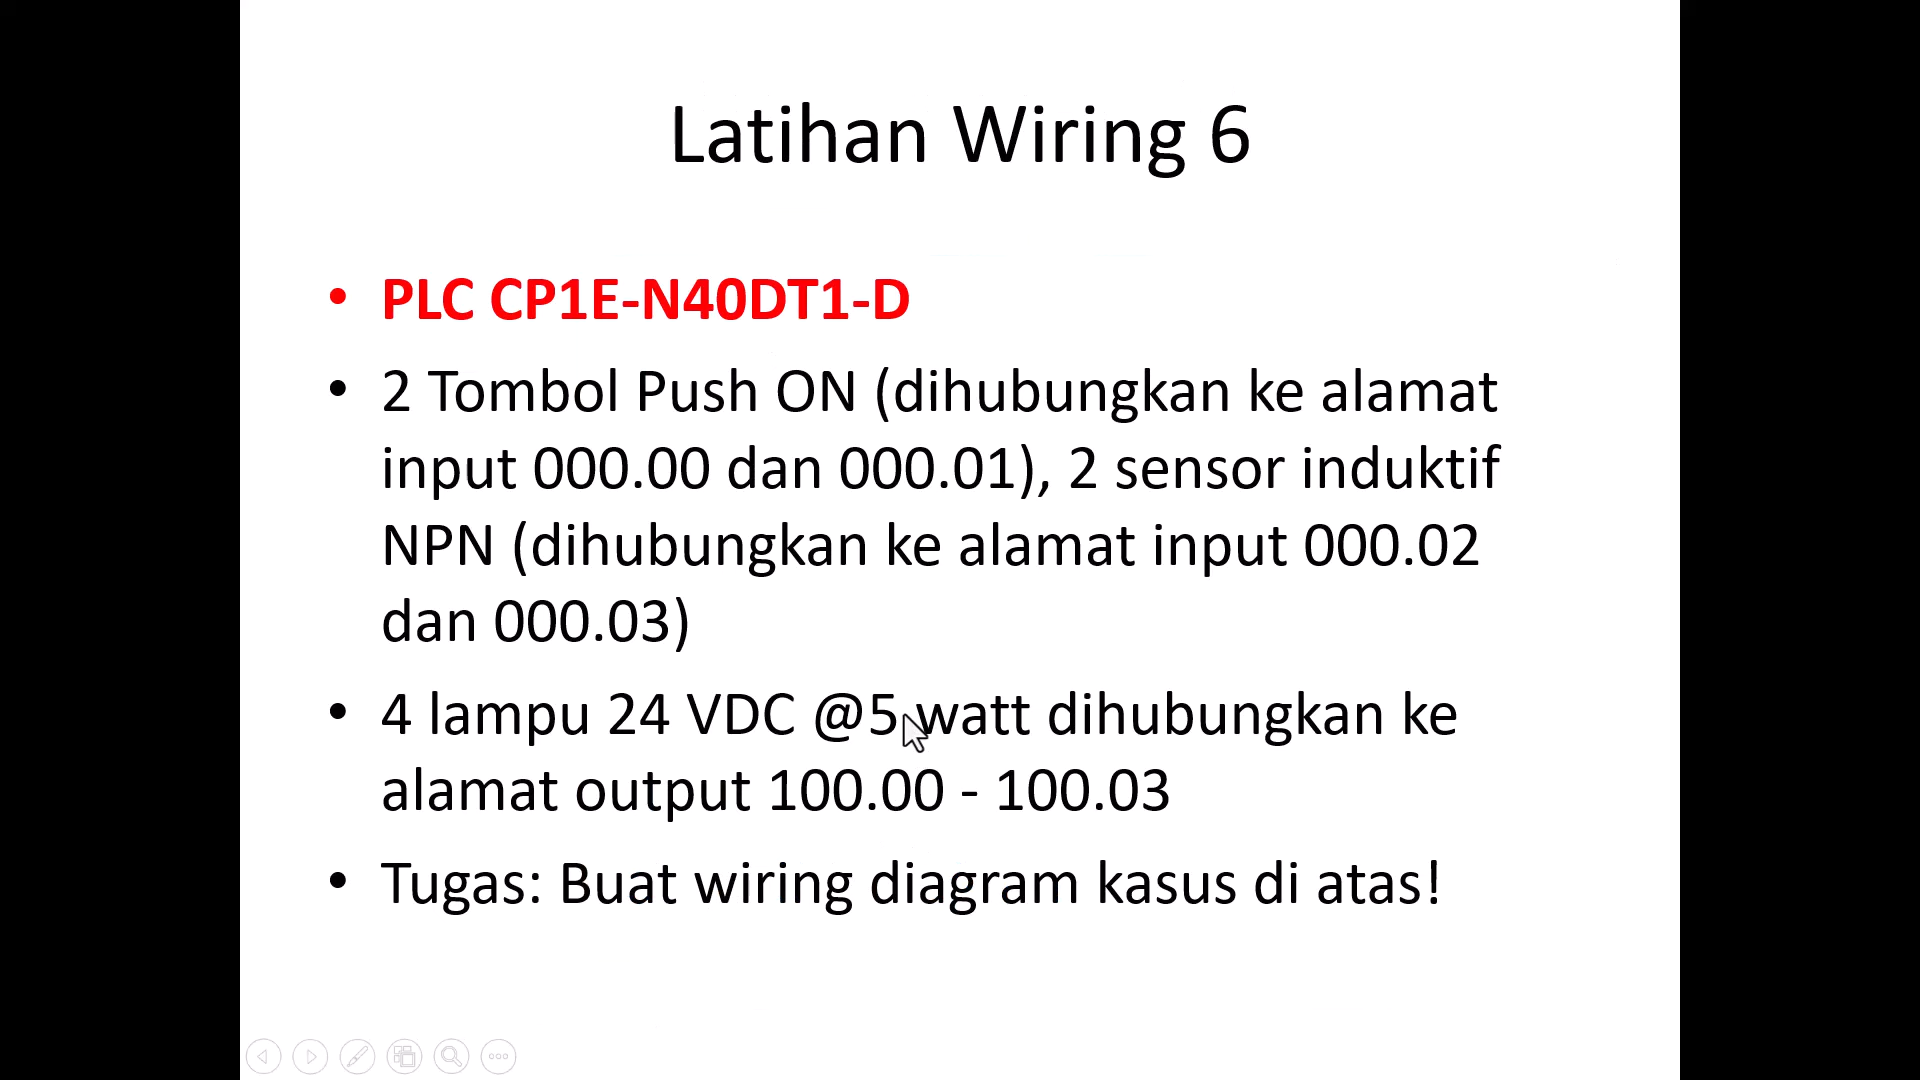 Latihan Wiring 6
• PLC CP1E-N40DT1-D
• 2 Tombol Push ON (dihubungkan ke alamat
input 000.00 dan 000.01), 2 sensor induktif
NPN (dihubungkan ke alamat input 000.02
dan 000.03)
• 4 lampu 24 VDC @5 watt dihubungkan ke
alamat output 100.00 - 100.03
• Tugas: Buat wiring diagram kasus di atas!